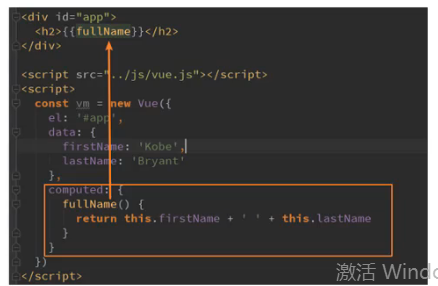 <div id="app">
<h2>{{fullName}}</h2>
</div>
<script src="../js/vue.js"></script>
<script>
const vm = new Vue({
el: '#app',
data: {
firstName: 'Kobe',
lastName: 'Bryant'
},
computed: {
fullName() {
return this.firstName + ' ' + this.lastName
}
}
})
</script>
激活 Windo